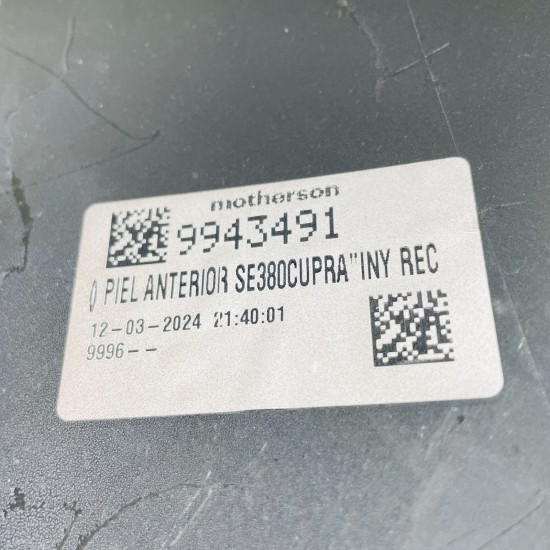 motherson
9943491
() PIEL ANTERIOR SE380CUPRA"INY REC
12-03-2024 21:40:01
9996--